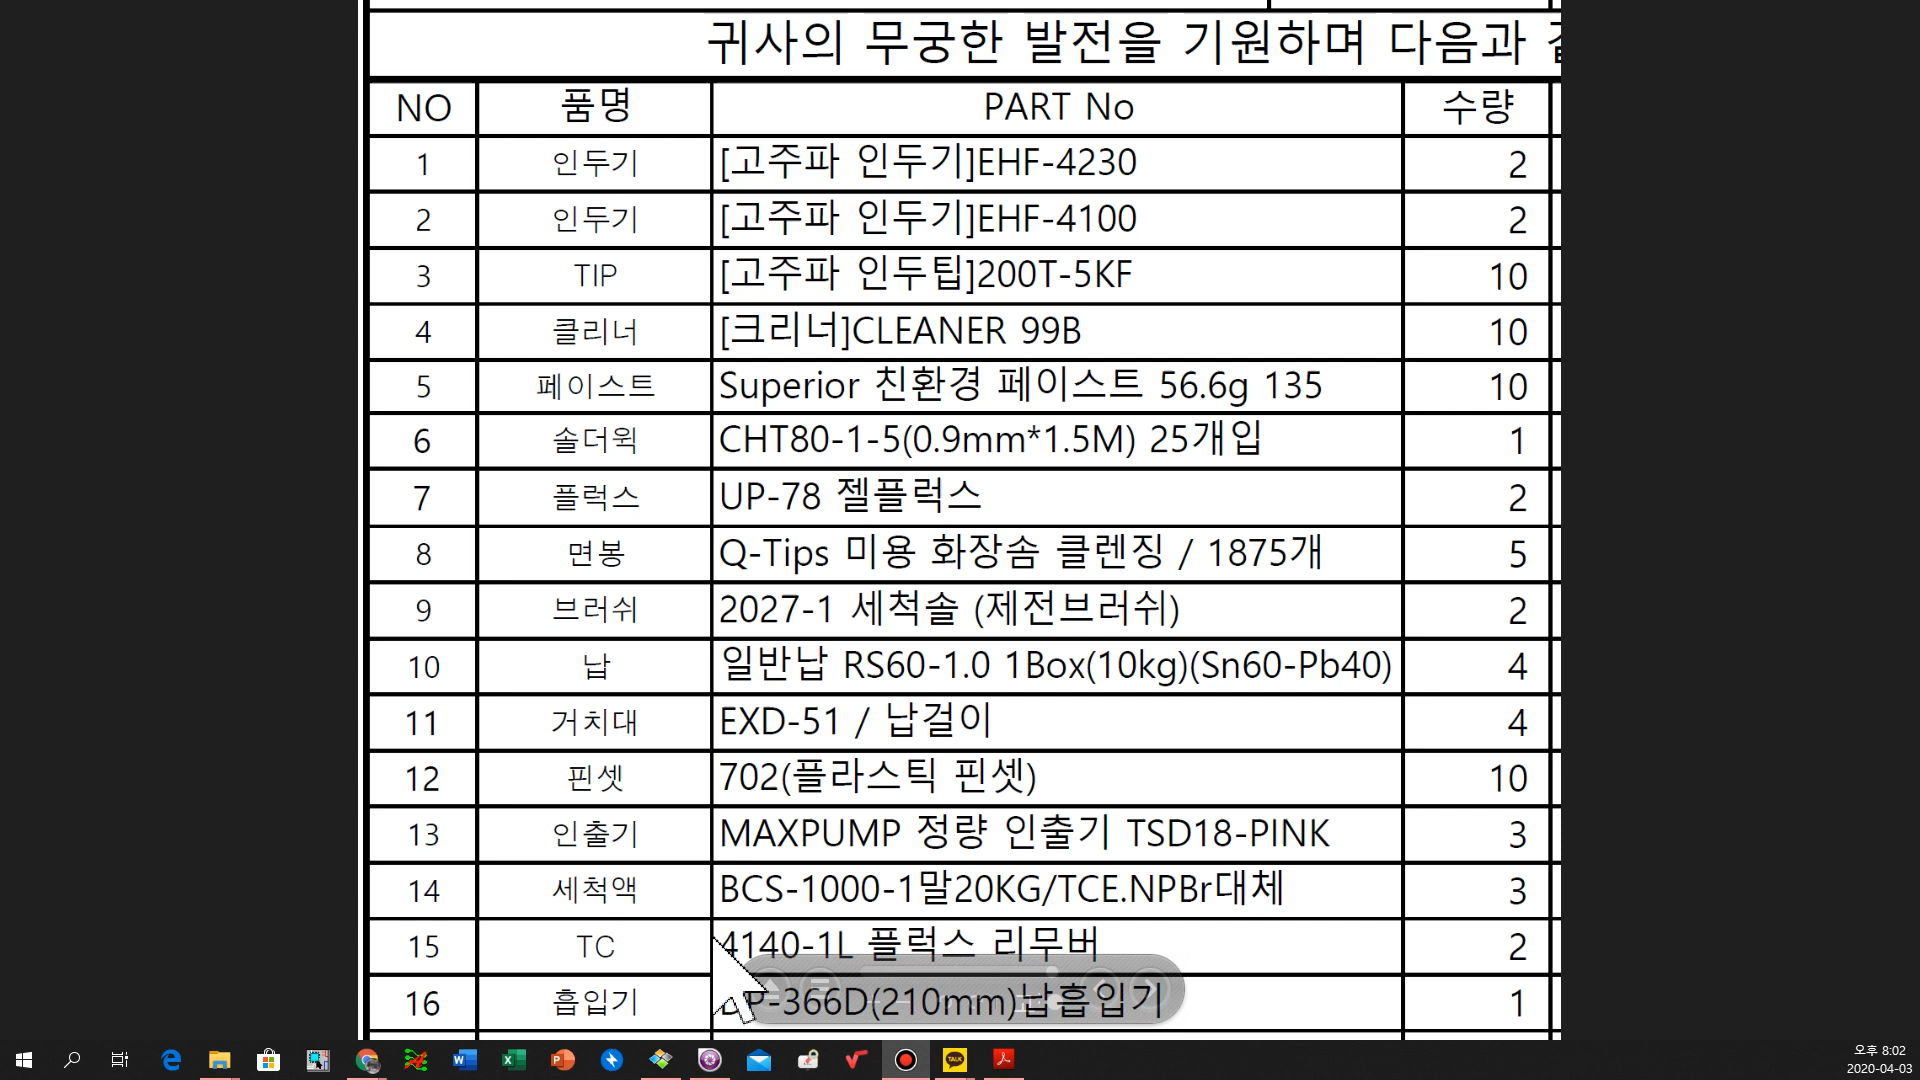 귀사의 무궁한 발전을 기원하며 다음과
NO 품명 PART No 수량
1 인두기 [고주파 인두기]EHF-4230 2
2 인두기 [고주파 인두기]EHF-4100 2
3 TIP [고주파 인두팁]200T-5KF 10
4 클리너 [크리너]CLEANER 99B 10
5 페이스트 Superior 친환경 페이스트 56.6g 135 10
6 솔더윅 CHT80-1-5(0.9mm*1.5M) 25개입 1
7 플럭스 UP-78 젤플럭스 2
8 면봉 Q-Tips 미용 화장솜 클렌징 / 1875개 5
9 브러쉬 2027-1 세척솔 (제전브러쉬) 2
10 납 일반납 RS60-1.0 1Box(10kg)(Sn60-Pb40) 4
11 거치대 EXD-51 / 납걸이 4
12 핀셋 702(플라스틱 핀셋) 10
13 인출기 MAXPUMP 정량 인출기 TSD18-PINK 3
14 세척액 BCS-1000-1말20KG/TCE.NPBr대체 3
15 TC 4140-1L 플럭스 리무버 2
16 흡입기 DP-366D(210mm)납흡입기 1
TALK
오후 8:02
2020-04-03